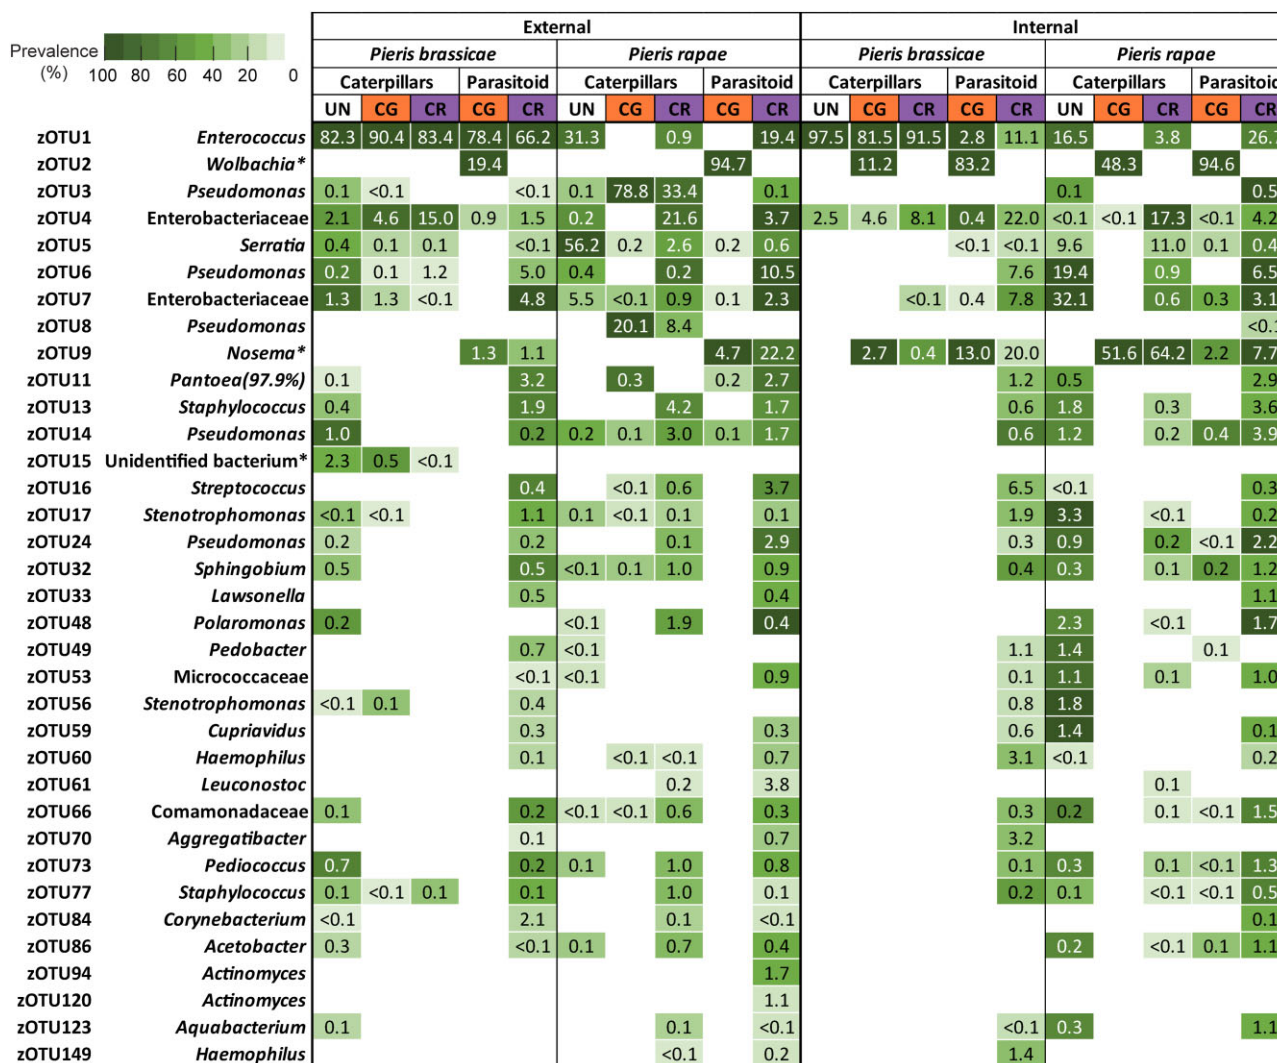 External Internal
Prevalence (%) 100 80 60 40 20 0
Pieris brassicae Pieris rapae Pieris brassicae Pieris rapae
Caterpillars Parasitoid Caterpillars Parasitoid Caterpillars Parasitoid Caterpillars Parasitoid
UN CG CR CG CR UN CG CR CG CR UN CG CR CG CR UN CG CR CG CR
zOTU1 Enterococcus 82.3 90.4 83.4 78.4 66.2 31.3 0.9 19.4 97.5 81.5 91.5 2.8 11.1 16.5 3.8 26.
zOTU2 Wolbachia* 19.4 94.7 11.2 83.2 48.3 94.6
zOTU3 Pseudomonas 0.1 <0.1 <0.1 0.1 78.8 33.4 0.1 0.1 0.5
zOTU4 Enterobacteriaceae 2.1 4.6 15.0 0.9 1.5 0.2 21.6 3.7 2.5 4.6 8.1 0.4 22.0 <0.1 <0.1 17.3 <0.1 4.2
zOTU5 Serratia 0.4 0.1 0.1 <0.1 56.2 0.2 2.6 0.2 0.6 <0.1 <0.1 9.6 11.0 0.1 0.4
zOTU6 Pseudomonas 0.2 0.1 1.2 5.0 0.4 0.2 10.5 7.6 19.4 0.9 6.5
zOTU7 Enterobacteriaceae 1.3 1.3 <0.1 4.8 5.5 <0.1 0.9 0.1 2.3 <0.1 0.4 7.8 32.1 0.6 0.3 3.1
zOTU8 Pseudomonas 20.1 8.4 <0.1
zOTU9 Nosema* 1.3 1.1 4.7 22.2 2.7 0.4 13.0 20.0 51.6 64.2 2.2 7.7
zOTU11 Pantoea(97.9%) 0.1 3.2 0.3 0.2 2.7 1.2 0.5 2.9
zOTU13 Staphylococcus 0.4 1.9 4.2 1.7 0.6 1.8 0.3 3.6
zOTU14 Pseudomonas 1.0 0.2 0.2 0.1 3.0 0.1 1.7 0.6 1.2 0.2 0.4 3.9
zOTU15 Unidentified bacterium* 2.3 0.5 <0.1
zOTU16 Streptococcus 0.4 <0.1 0.6 3.7 6.5 <0.1 0.3
zOTU17 Stenotrophomonas <0.1 <0.1 1.1 0.1 <0.1 0.1 0.1 1.9 3.3 <0.1 0.2
zOTU24 Pseudomonas 0.2 0.2 0.1 2.9 0.3 0.9 0.2 <0.1 2.2
zOTU32 Sphingobium 0.5 0.5 <0.1 0.1 1.0 0.9 0.4 0.3 0.1 0.2 1.2
zOTU33 Lawsonella 0.5 0.4 1.1
zOTU48 Polaromonas 0.2 <0.1 1.9 0.4 2.3 <0.1 1.7
zOTU49 Pedobacter 0.7 <0.1 1.1 1.4 0.1
zOTU53 Micrococcaceae <0.1 <0.1 0.9 0.1 1.1 0.1 1.0
zOTU56 Stenotrophomonas <0.1 0.1 0.4 0.8 1.8
zOTU59 Cupriavidus 0.3 0.3 0.6 1.4 0.1
zOTU60 Haemophilus 0.1 <0.1 <0.1 0.7 3.1 <0.1 0.2
zOTU61 Leuconostoc 0.2 3.8 0.1
zOTU66 Comamonadaceae 0.1 0.2 <0.1 <0.1 0.6 0.3 0.3 0.2 0.1 <0.1 1.5
zOTU70 Aggregatibacter 0.1 0.7 3.2
zOTU73 Pediococcus 0.7 0.2 0.1 1.0 0.8 0.1 0.3 0.1 <0.1 1.3
zOTU77 Staphylococcus 0.1 <0.1 0.1 0.1 1.0 0.1 0.2 0.1 <0.1 <0.1 0.5
zOTU84 Corynebacterium <0.1 2.1 0.1 <0.1 0.1
zOTU86 Acetobacter 0.3 <0.1 0.1 0.7 0.4 0.2 <0.1 0.1 1.1
zOTU94 Actinomyces 1.7
zOTU120 Actinomyces 1.1
zOTU123 Aquabacterium 0.1 0.1 <0.1 <0.1 0.3 1.1
zOTU149 Haemophilus <0.1 0.2 1.4